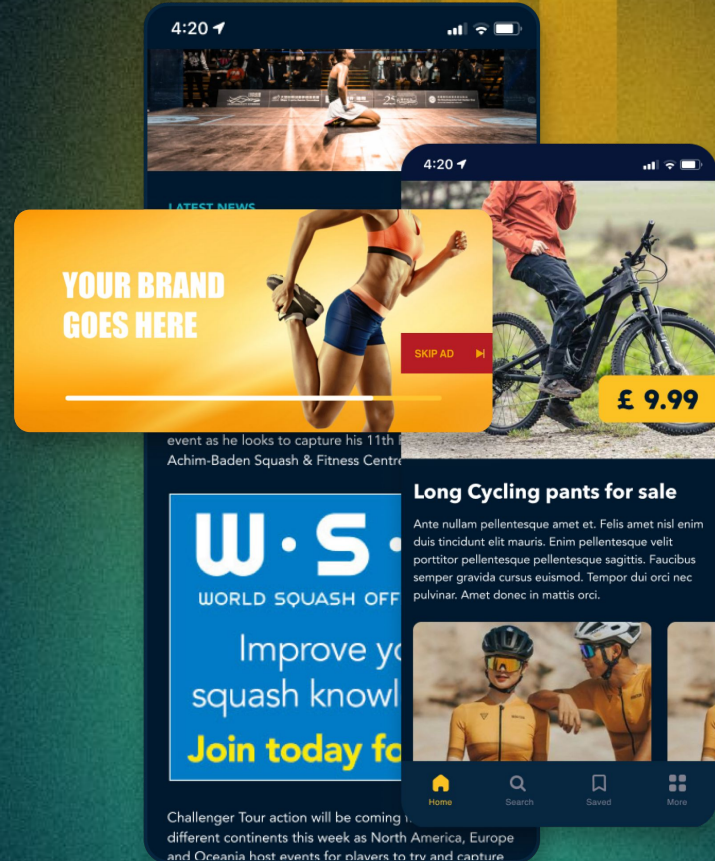 4:20
LATEST NEWS
YOUR BRAND
GOES HERE
event as he looks to capture his 11th
Achim-Baden Squash & Fitness Centre
W·S·
WORLD SQUASH OFF
Improve yo
squash knowl
Join today fo
Challenger Tour action will be coming
different continents this week as North America, Europe
and Oceania host events for players to try and capture
4:20
SKIP AD
£ 9.99
Long Cycling pants for sale
Ante nullam pellentesque amet et. Felis amet nisl enim
duis tincidunt elit mauris. Enim pellentesque velit
porttitor pellentesque pellentesque sagittis. Faucibus
semper gravida cursus euismod. Tempor dui orci nec
pulvinar. Amet donec in mattis orci.
Home
Search
Saved
More